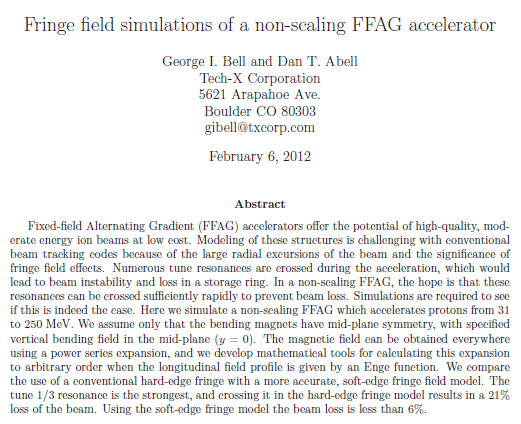 Fringe field simulations of a non-scaling FFAG accelerator
George I. Bell and Dan T. Abell
Tech-X Corporation
5621 Arapahoe Ave.
Boulder CO 80303
gibell@txcorp.com
February 6, 2012
Abstract
Fixed-field Alternating Gradient (FFAG) accelerators offer the potential of high-quality, mod-
erate energy ion beams at low cost. Modeling of these structures is challenging with conventional
beam tracking codes because of the large radial excursions of the beam and the significance of
fringe field effects. Numerous tune resonances are crossed during the acceleration, which would
lead to beam instability and loss in a storage ring. In a non-scaling FFAG, the hope is that these
resonances can be crossed sufficiently rapidly to prevent beam loss. Simulations are required to see
if this is indeed the case. Here we simulate a non-scaling FFAG which accelerates protons from 31
to 250 MeV. We assume only that the bending magnets have mid-plane symmetry, with specified
vertical bending field in the mid-plane (y = 0). The magnetic field can be obtained everywhere
using a power series expansion, and we develop mathematical tools for calculating this expansion
to arbitrary order when the longitudinal field profile is given by an Enge function. We compare
the use of a conventional hard-edge fringe with a more accurate, soft-edge fringe field model. The
tune 1/3 resonance is the strongest, and crossing it in the hard-edge fringe model results in a 21%
loss of the beam. Using the soft-edge fringe model the beam loss is less than 6%.